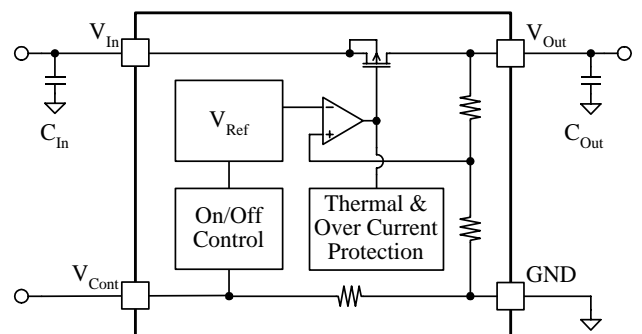 V_In
V_Out
C_In
V_Ref
−
+
C_Out
On/Off
Control
Thermal &
Over Current
Protection
V_Cont
GND